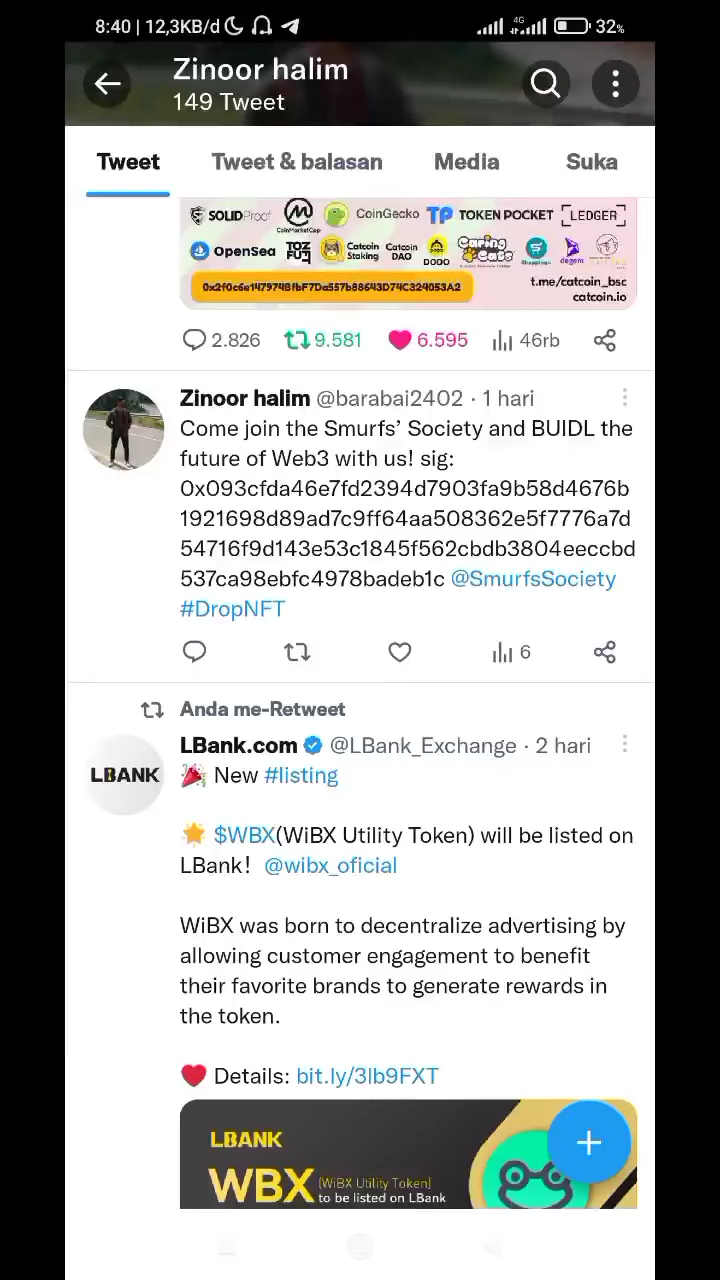 8:40 | 12,3KB/d 4G 32%
Zinoor halim
149 Tweet
Tweet Tweet & balasan Media Suka
SOLIDProof CoinMarketCap CoinGecko TP TOKEN POCKET LEDGER
OpenSea Catcoin Staking Catcoin DAO DODO Caring Cats
t.me/catcoin_bsc
catcoin.io
2.826 9.581 6.595 46rb
Zinoor halim @barabai2402 · 1 hari
Come join the Smurfs’ Society and BUIDL the
future of Web3 with us! sig:
0x093cfda46e7fd2394d7903fa9b58d4676b
1921698d89ad7c9ff64aa508362e5f7776a7d
54716f9d143e53c1845f562cbdb3804eeccbd
537ca98ebfc4978badeb1c @SmurfsSociety
#DropNFT
6
Anda me-Retweet
LBank.com @LBank_Exchange · 2 hari
LBANK
New #listing
$WBX(WiBX Utility Token) will be listed on
LBank! @wibx_oficial
WiBX was born to decentralize advertising by
allowing customer engagement to benefit
their favorite brands to generate rewards in
the token.
Details: bit.ly/3lb9FXT
LBANK
WBX (WiBX Utility Token)
to be listed on LBank